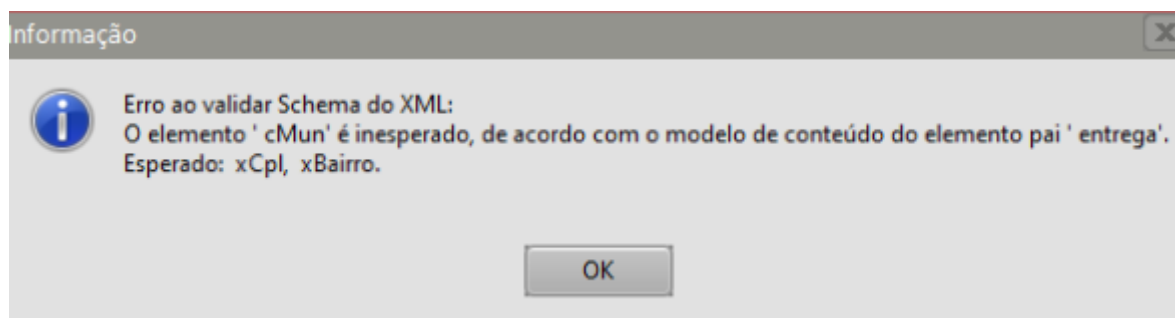 Informação
Erro ao validar Schema do XML:
O elemento ' cMun' é inesperado, de acordo com o modelo de conteúdo do elemento pai ' entrega'.
Esperado:  xCpl,  xBairro.
OK